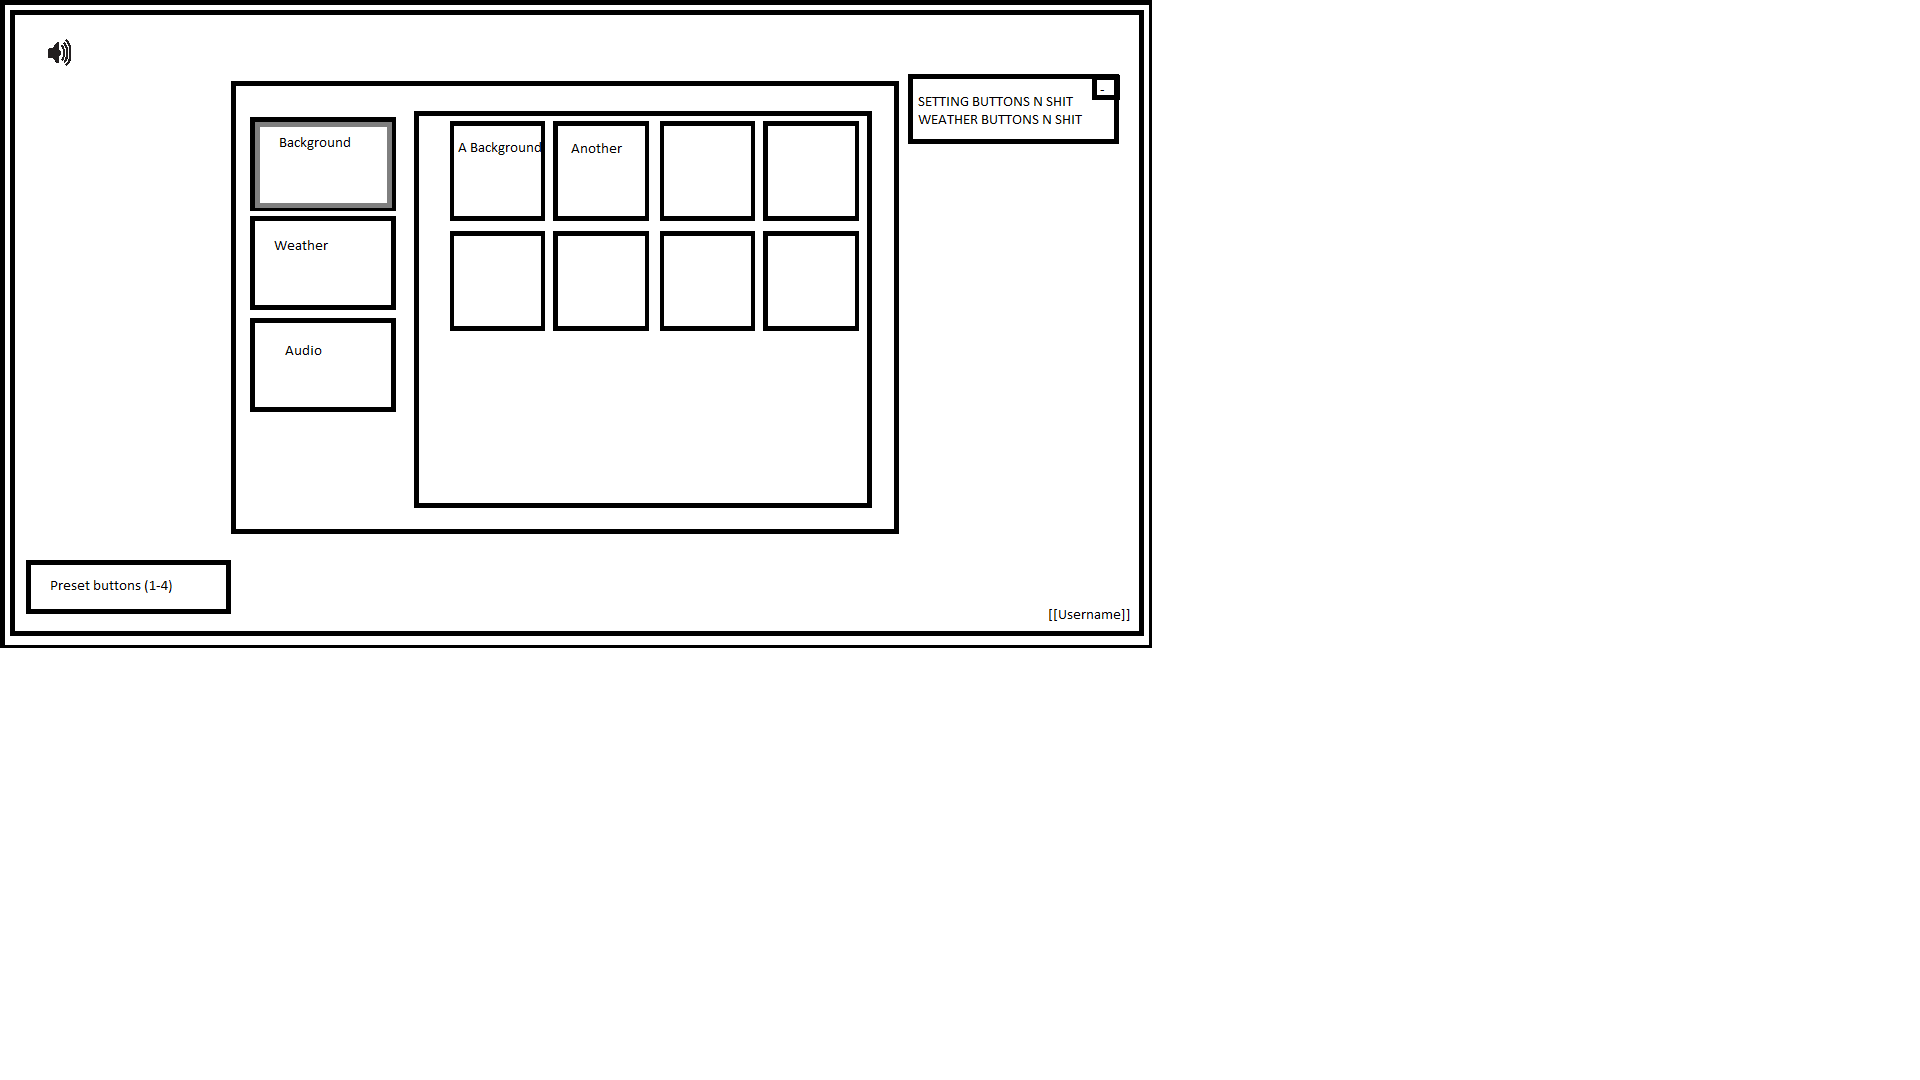 -
SETTING BUTTONS N SHIT
WEATHER BUTTONS N SHIT
Background
A Background
Another
Weather
Audio
Preset buttons (1-4)
[[Username]]